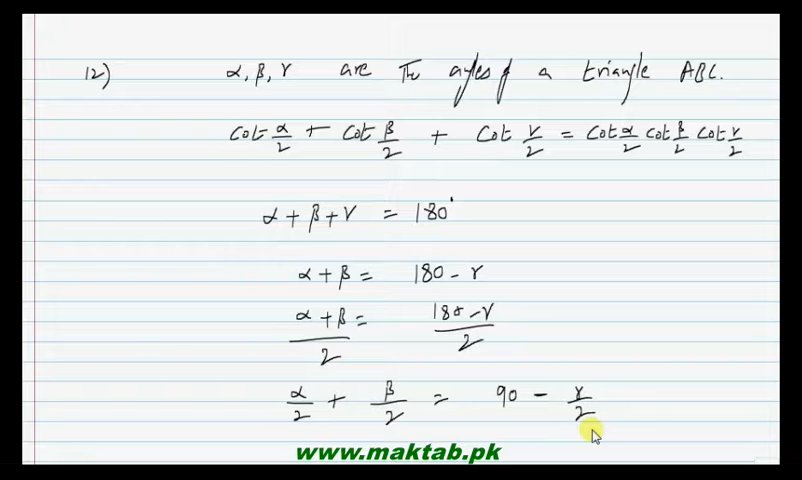 12) α, β, γ are The angles of a triangle ABC.
Cot α/2 + Cot β/2 + Cot γ/2 = Cot α/2 Cot β/2 Cot γ/2
α + β + γ = 180°
α + β = 180 - γ
α + β / 2 = 180 - γ / 2
α/2 + β/2 = 90 - γ/2
www.maktab.pk